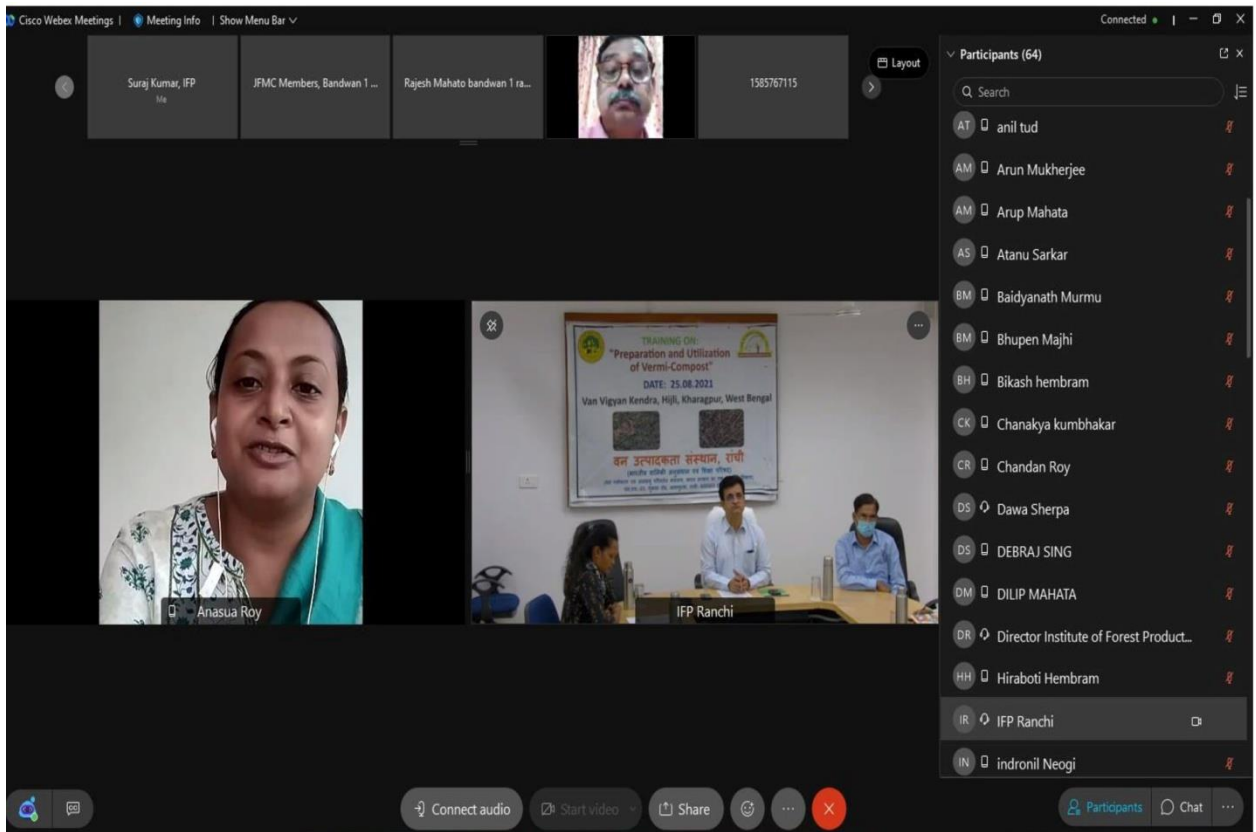 Cisco Webex Meetings | Meeting Info | Show Menu Bar
Connected
Suraj Kumar, IFP
Me
JFMC Members, Bandwan 1 ...
Rajesh Mahato bandwan 1 ra...
1585767115
Layout
TRAINING ON:
"Preparation and Utilization
of Vermi-Compost"
DATE: 25.08.2021
Van Vigyan Kendra, Hijli, Kharagpur, West Bengal
वन उत्पादकता संस्थान, रांची
Anasua Roy
IFP Ranchi
Participants (64)
Search
AT anil tud
AM Arun Mukherjee
AM Arup Mahata
AS Atanu Sarkar
BM Baidyanath Murmu
BM Bhupen Majhi
BH Bikash hembram
CK Chanakya kumbhakar
CR Chandan Roy
DS Dawa Sherpa
DS DEBRAJ SING
DM DILIP MAHATA
DR Director Institute of Forest Product...
HH Hiraboti Hembram
IR IFP Ranchi
IN indronil Neogi
CC
Connect audio
Start video
Share
...
Participants
Chat
...